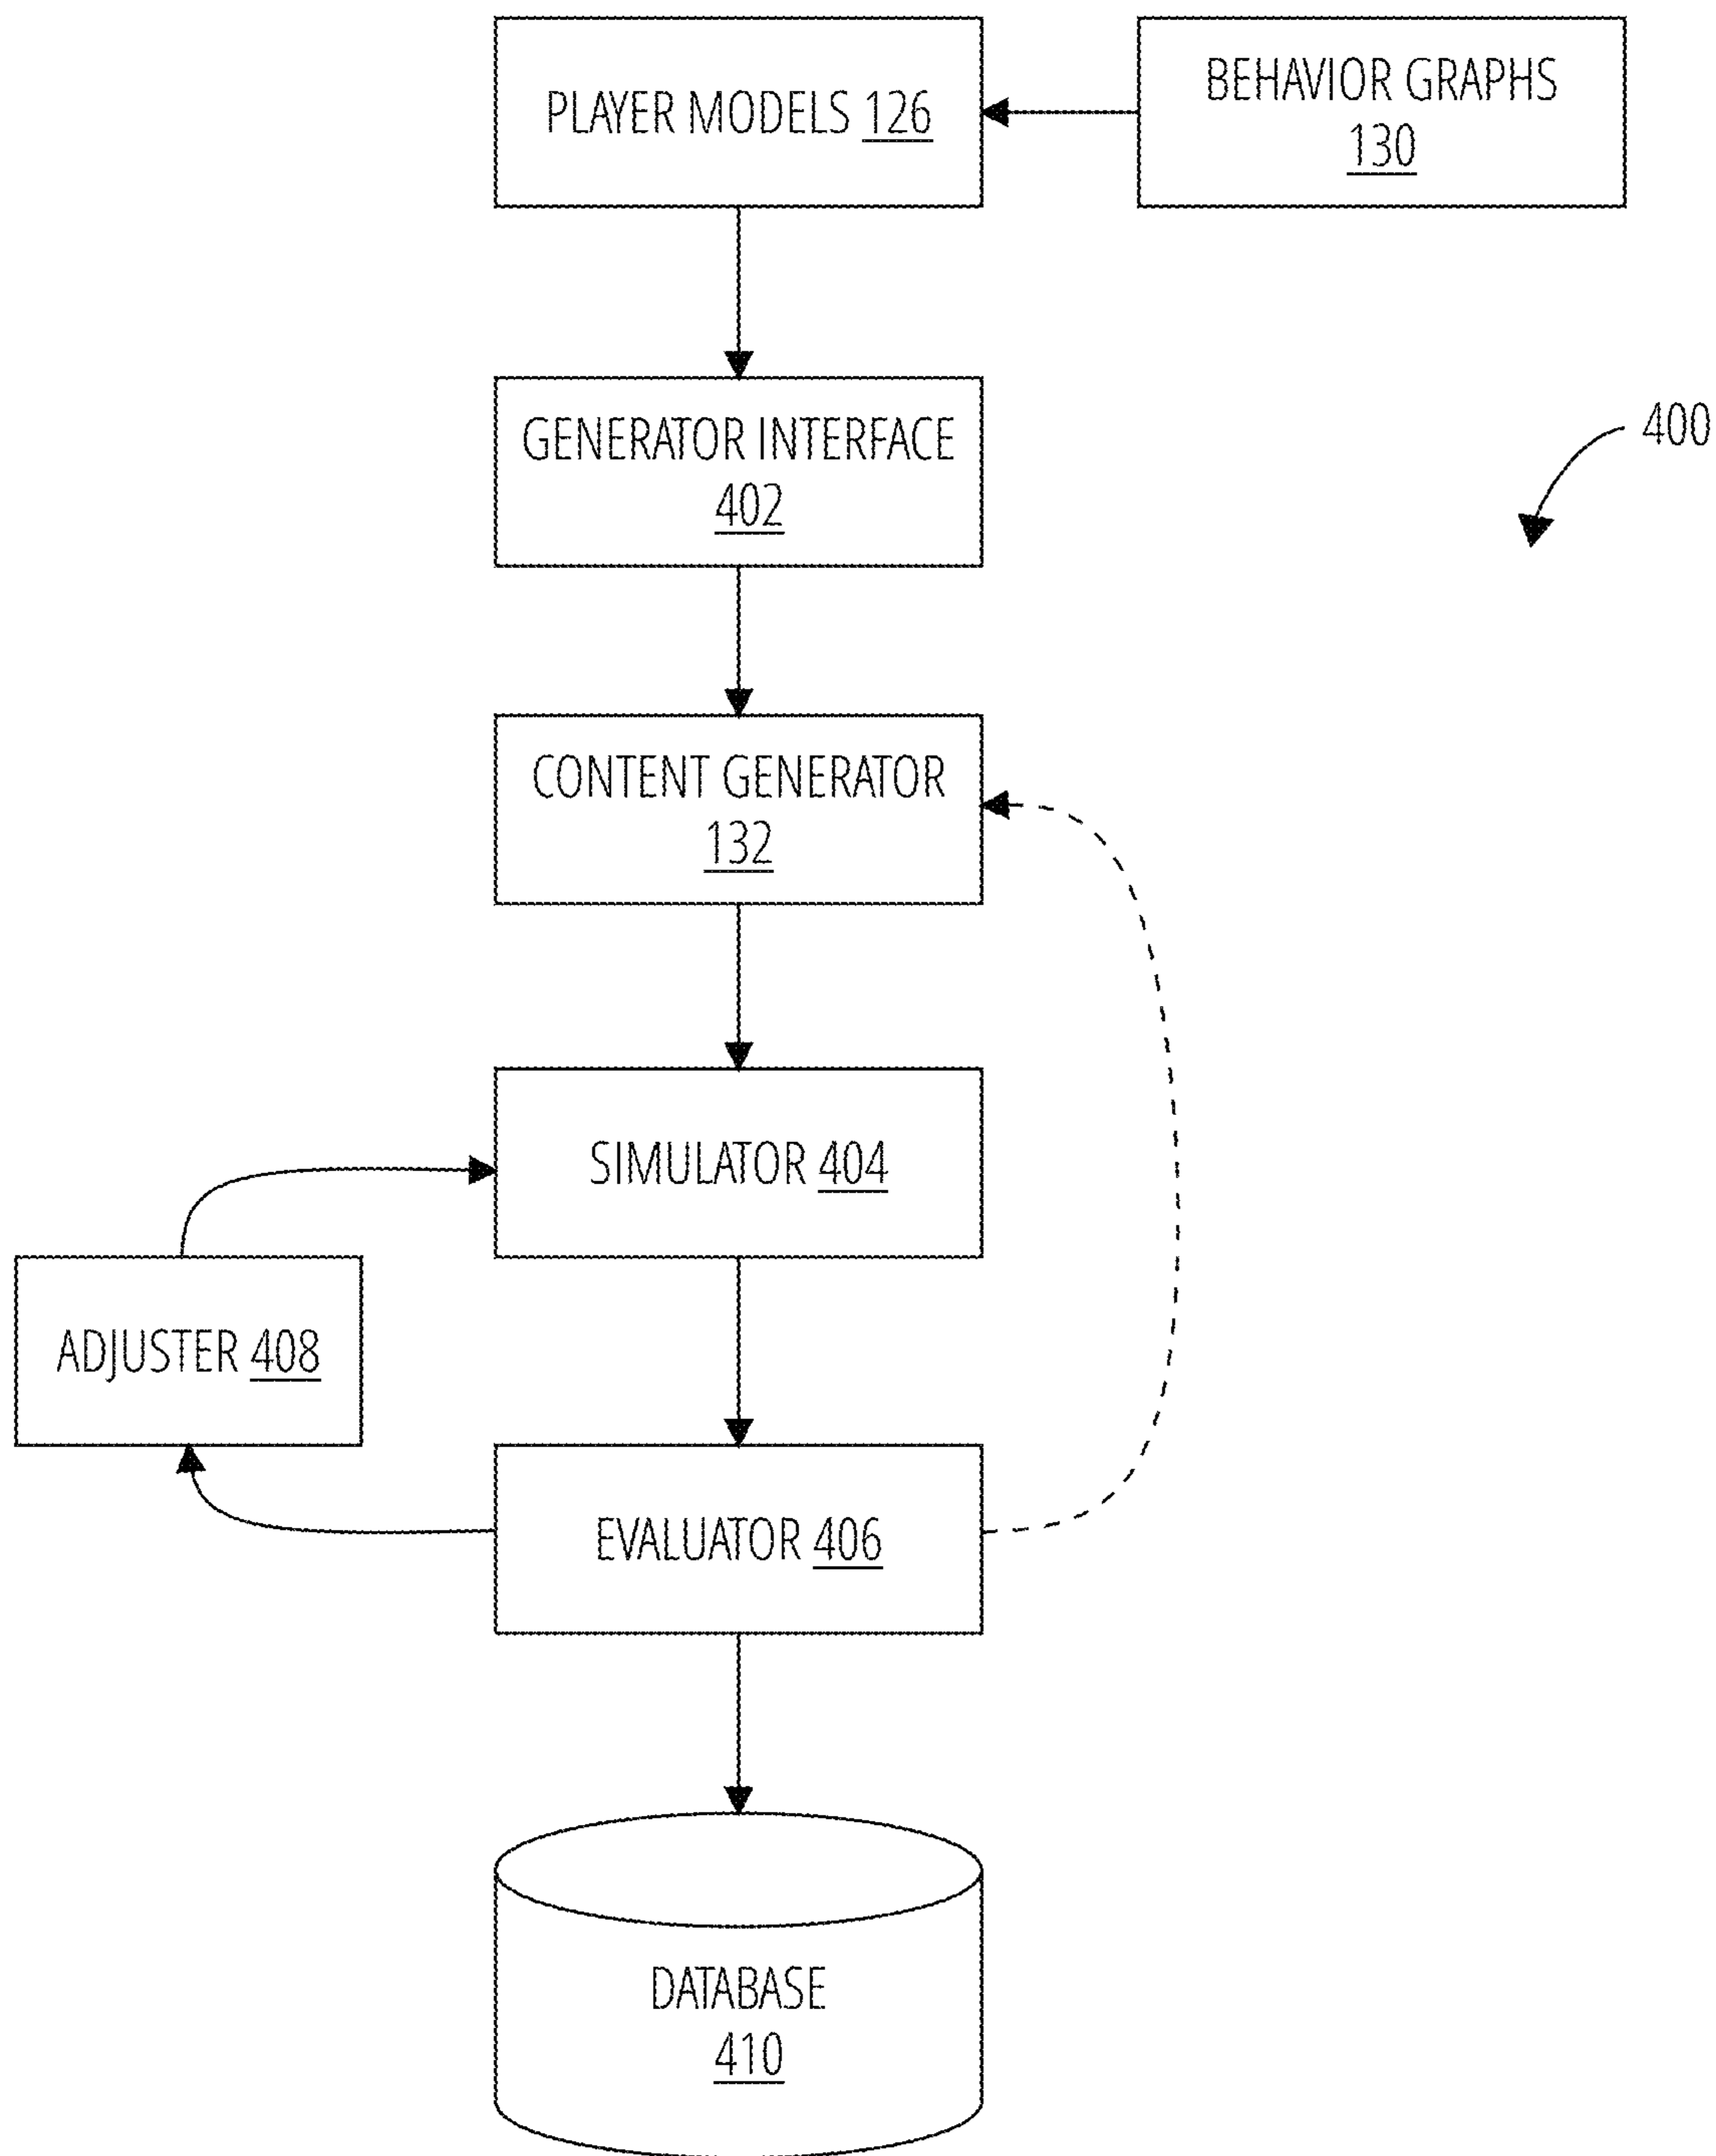 PLAYER MODELS 126
BEHAVIOR GRAPHS
130
GENERATOR INTERFACE
402
400
CONTENT GENERATOR
132
SIMULATOR 404
ADJUSTER 408
EVALUATOR 406
DATABASE
410